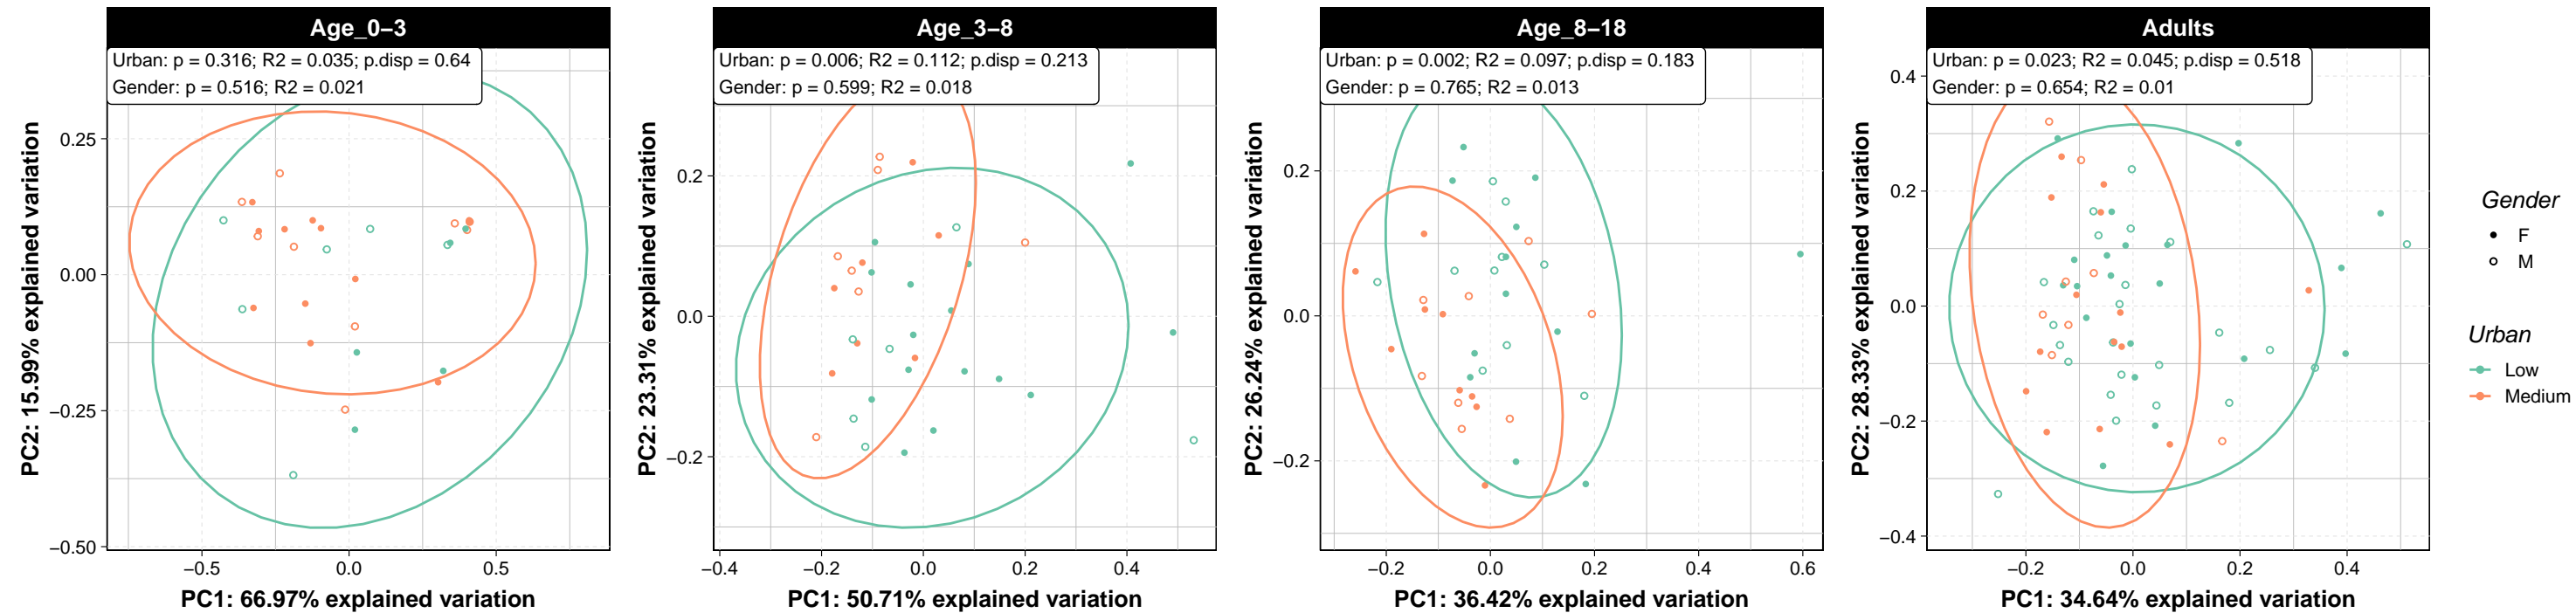 Age_0–3
Urban: p = 0.316; R2 = 0.035; p.disp = 0.64
Gender: p = 0.516; R2 = 0.021
PC2: 15.99% explained variation
0.25
0.00
−0.25
−0.50
−0.5
0.0
0.5
PC1: 66.97% explained variation
Age_3–8
Urban: p = 0.006; R2 = 0.112; p.disp = 0.213
Gender: p = 0.599; R2 = 0.018
PC2: 23.31% explained variation
0.2
0.0
−0.2
−0.4
−0.2
0.0
0.2
0.4
PC1: 50.71% explained variation
Age_8–18
Urban: p = 0.002; R2 = 0.097; p.disp = 0.183
Gender: p = 0.765; R2 = 0.013
PC2: 26.24% explained variation
0.2
0.0
−0.2
−0.2
0.0
0.2
0.4
0.6
PC1: 36.42% explained variation
Adults
Urban: p = 0.023; R2 = 0.045; p.disp = 0.518
Gender: p = 0.654; R2 = 0.01
PC2: 28.33% explained variation
0.4
0.2
0.0
−0.2
−0.4
−0.2
0.0
0.2
0.4
PC1: 34.64% explained variation
Gender
F
M
Urban
Low
Medium